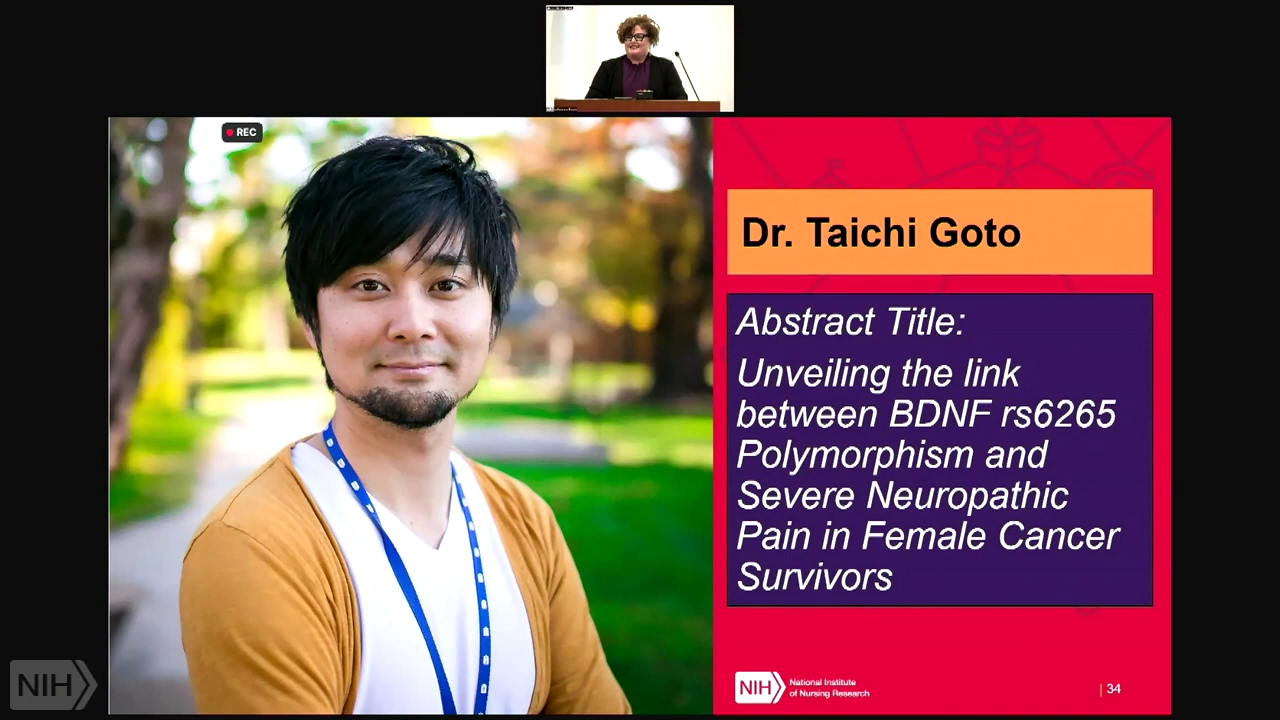 REC
Dr. Taichi Goto
Abstract Title:
Unveiling the link
between BDNF rs6265
Polymorphism and
Severe Neuropathic
Pain in Female Cancer
Survivors
NIH
National Institute
of Nursing Research
34
NIH